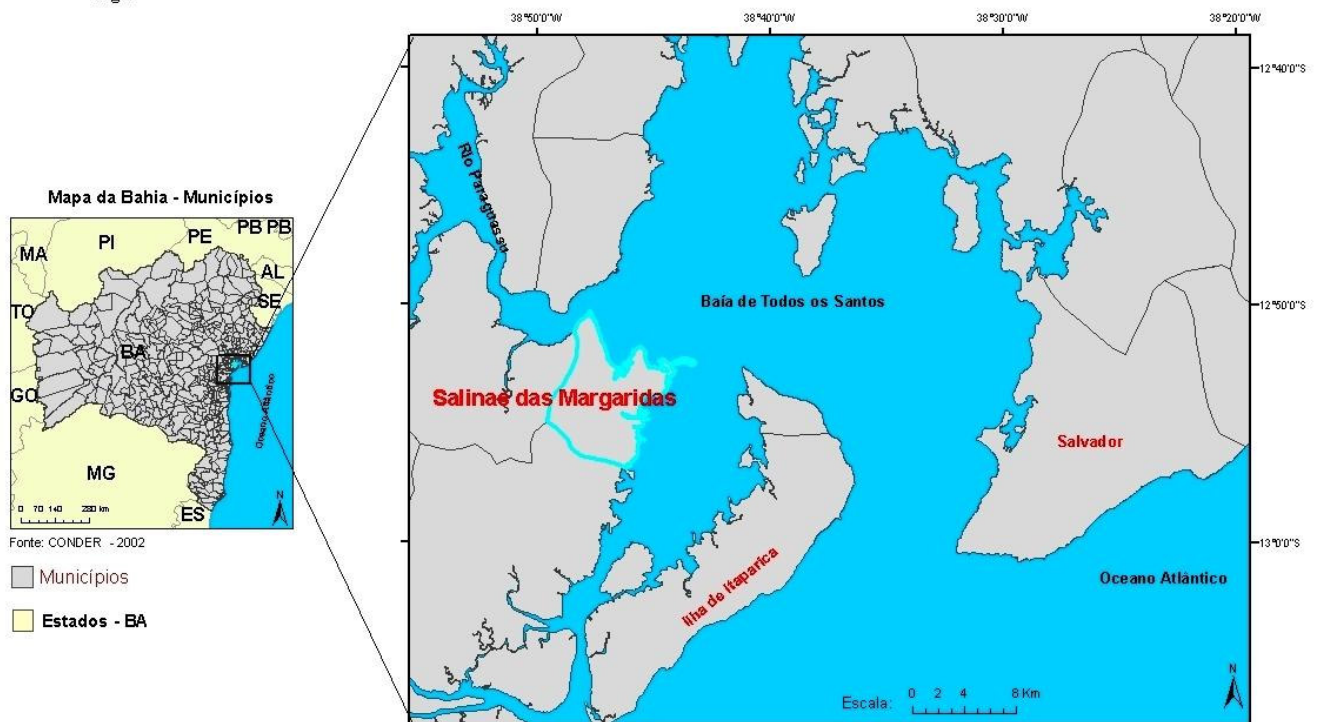 38°50'0"W
38°40'0"W
38°30'0"W
38°20'0"W
12°40'0"S
12°50'0"S
13°0'0"S
Rio Paraguassu
Baía de Todos os Santos
Salinas das Margaridas
Salvador
Ilha de Itaparica
Oceano Atlântico
Escala: 0 2 4 8 Km
N
Mapa da Bahia - Municípios
MA
PI
PE
PB PB
AL
SE
TO
BA
GO
MG
ES
Oceano Atlântico
0 70 140 280 km
N
Fonte: CONDER - 2002
Municípios
Estados - BA